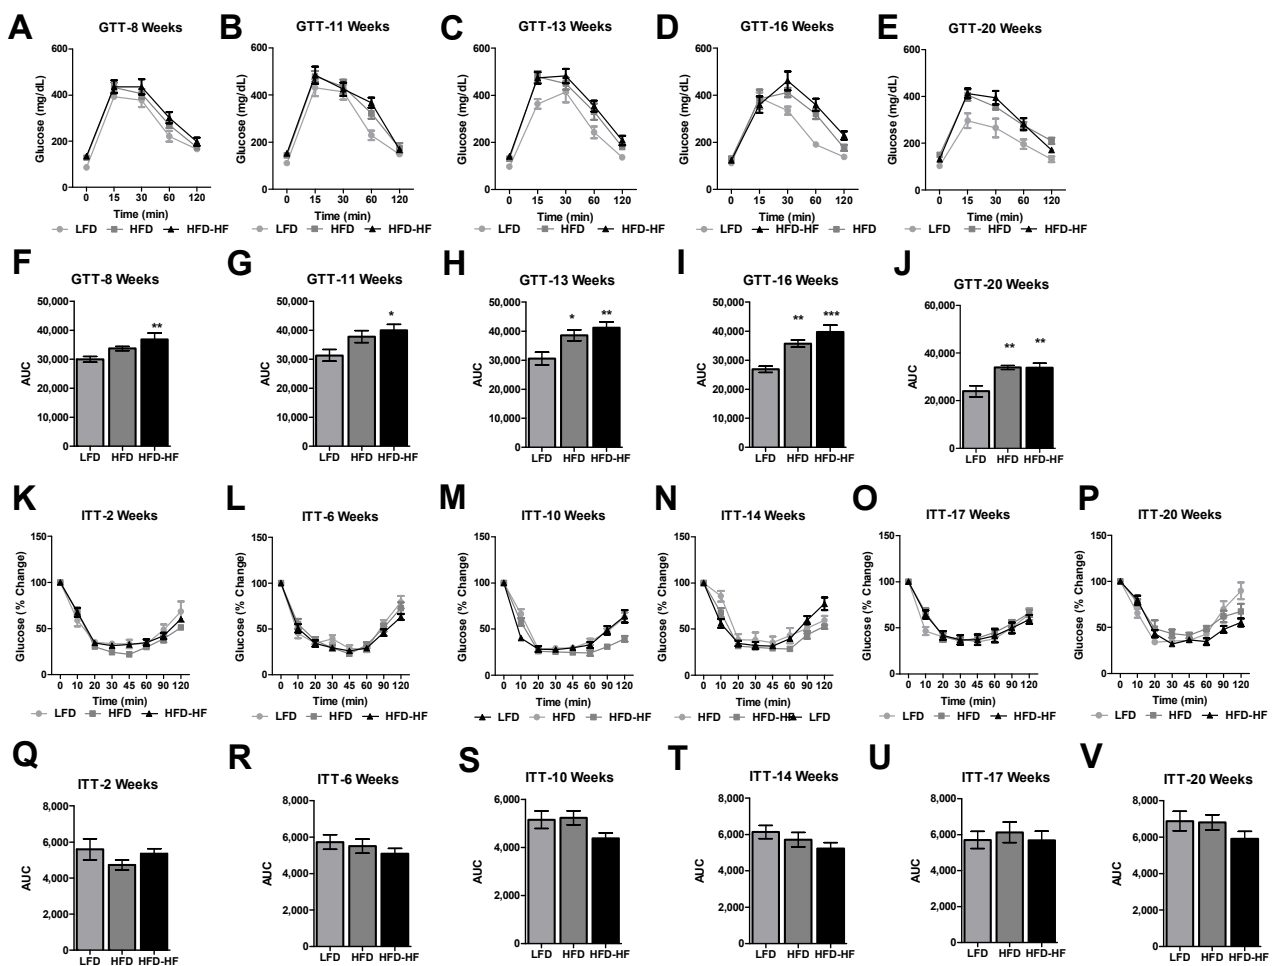 A
GTT-8 Weeks
Glucose (mg/dL)
600
400
200
0
0 15 30 60 120
Time (min)
LFD HFD HFD-HF
B
GTT-11 Weeks
Glucose (mg/dL)
600
400
200
0
0 15 30 60 120
Time (min)
LFD HFD HFD-HF
C
GTT-13 Weeks
Glucose (mg/dL)
600
400
200
0
0 15 30 60 120
Time (min)
LFD HFD HFD-HF
D
GTT-16 Weeks
Glucose (mg/dL)
600
400
200
0
0 15 30 60 120
Time (min)
LFD HFD-HF HFD
E
GTT-20 Weeks
Glucose (mg/dL)
600
400
200
0
0 15 30 60 120
Time (min)
LFD HFD HFD-HF
F
GTT-8 Weeks
AUC
50,000
40,000
30,000
20,000
10,000
0
**
LFD HFD HFD-HF
G
GTT-11 Weeks
AUC
50,000
40,000
30,000
20,000
10,000
0
*
LFD HFD HFD-HF
H
GTT-13 Weeks
AUC
50,000
40,000
30,000
20,000
10,000
0
* **
LFD HFD HFD-HF
I
GTT-16 Weeks
AUC
50,000
40,000
30,000
20,000
10,000
0
** ***
LFD HFD HFD-HF
J
GTT-20 Weeks
AUC
60,000
40,000
20,000
0
** **
LFD HFD HFD-HF
K
ITT-2 Weeks
Glucose (% Change)
150
100
50
0
0 10 20 30 45 60 90 120
Time (min)
LFD HFD HFD-HF
L
ITT-6 Weeks
Glucose (% Change)
150
100
50
0
0 10 20 30 45 60 90 120
Time (min)
LFD HFD HFD-HF
M
ITT-10 Weeks
Glucose (% Change)
150
100
50
0
0 10 20 30 45 60 90 120
Time (min)
LFD HFD HFD-HF
N
ITT-14 Weeks
Glucose (% Change)
150
100
50
0
0 10 20 30 45 60 90 120
Time (min)
HFD HFD-HF LFD
O
ITT-17 Weeks
Glucose (% Change)
150
100
50
0
0 10 20 30 45 60 90 120
Time (min)
LFD HFD HFD-HF
P
ITT-20 Weeks
Glucose (% Change)
150
100
50
0
0 10 20 30 45 60 90 120
Time (min)
LFD HFD HFD-HF
Q
ITT-2 Weeks
AUC
8,000
6,000
4,000
2,000
0
LFD HFD HFD-HF
R
ITT-6 Weeks
AUC
8,000
6,000
4,000
2,000
0
LFD HFD HFD-HF
S
ITT-10 Weeks
AUC
6,000
4,000
2,000
0
LFD HFD HFD-HF
T
ITT-14 Weeks
AUC
8,000
6,000
4,000
2,000
0
LFD HFD HFD-HF
U
ITT-17 Weeks
AUC
8,000
6,000
4,000
2,000
0
LFD HFD HFD-HF
V
ITT-20 Weeks
AUC
8,000
6,000
4,000
2,000
0
LFD HFD HFD-HF